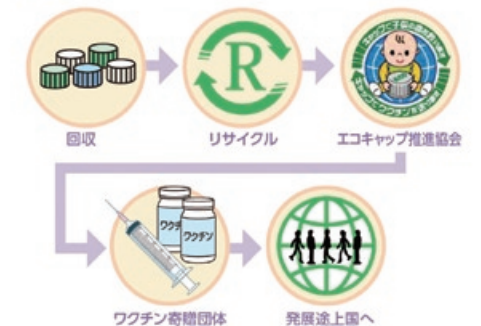 回収
R
リサイクル
エコキャップ推進協会
ワクチン
ワクチン
ワクチン寄贈団体
発展途上国へ